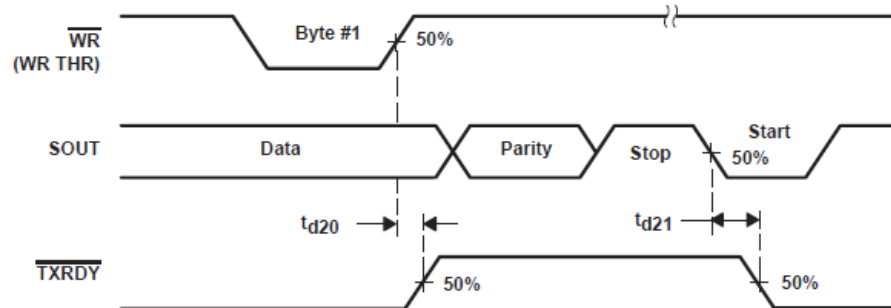 Byte #1
WR
50%
(WR THR)
SOUT
Data
Parity
Stop
Start
50%
td20
td21
TXRDY
50%
50%